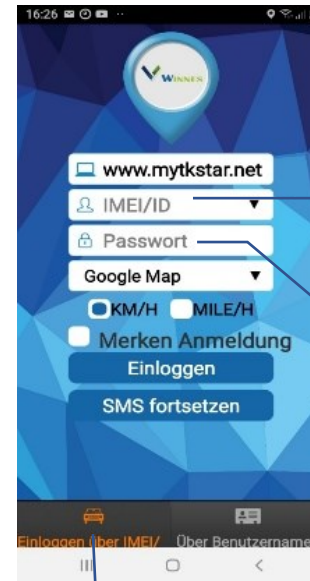 16:26
WINNES
www.mytkstar.net
IMEI/ID
Passwort
Google Map
KM/H MILE/H
Merken Anmeldung
Einloggen
SMS fortsetzen
Einloggen über IMEI/ Über Benutzername